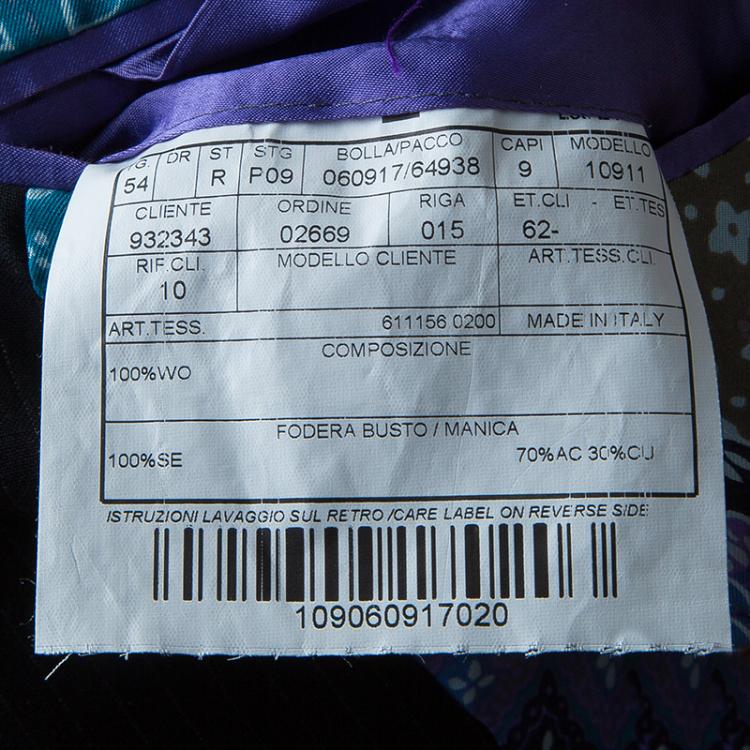 TG. DR ST STG BOLLA/PACCO CAPI MODELLO
54 R P09 060917/64938 9 10911
CLIENTE ORDINE RIGA ET.CLI - ET.TES
932343 02669 015 62-
RIF.CLI. MODELLO CLIENTE ART.TESS.CLI.
10
ART.TESS. 611156 0200 MADE IN ITALY
COMPOSIZIONE
100%WO
FODERA BUSTO / MANICA
100%SE 70%AC 30%CU
ISTRUZIONI LAVAGGIO SUL RETRO /CARE LABEL ON REVERSE SIDE
109060917020